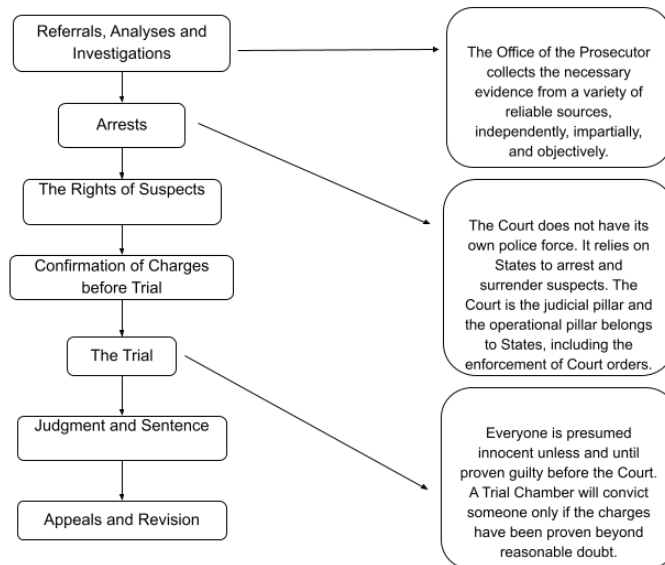 Referrals, Analyses and
Investigations
The Office of the Prosecutor
collects the necessary
evidence from a variety of
reliable sources,
independently, impartially,
and objectively.
Arrests
The Rights of Suspects
The Court does not have its
own police force. It relies on
States to arrest and
surrender suspects. The
Court is the judicial pillar and
the operational pillar belongs
to States, including the
enforcement of Court orders.
Confirmation of Charges
before Trial
The Trial
Judgment and Sentence
Everyone is presumed
innocent unless and until
proven guilty before the Court.
A Trial Chamber will convict
someone only if the charges
have been proven beyond
reasonable doubt.
Appeals and Revision